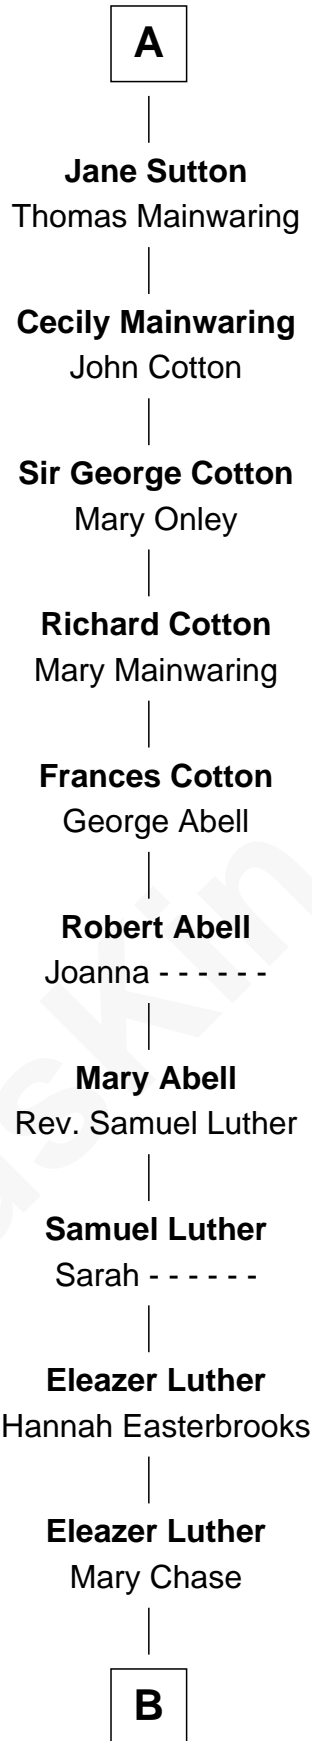 A
Jane Sutton
Thomas Mainwaring
Cecily Mainwaring
John Cotton
Sir George Cotton
Mary Onley
Richard Cotton
Mary Mainwaring
Frances Cotton
George Abell
Robert Abell
Joanna - - - - - -
Mary Abell
Rev. Samuel Luther
Samuel Luther
Sarah - - - - - -
Eleazer Luther
Hannah Easterbrooks
Eleazer Luther
Mary Chase
B